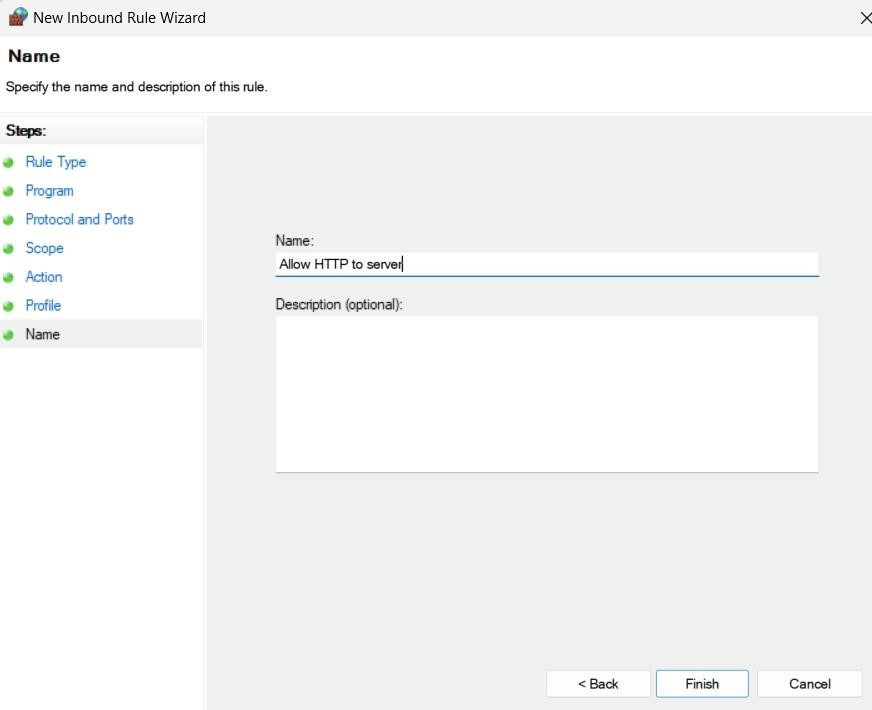 New Inbound Rule Wizard
Name
Specify the name and description of this rule.
Steps:
Rule Type
Program
Protocol and Ports
Scope
Action
Profile
Name
Name:
Allow HTTP to server
Description (optional):
< Back
Finish
Cancel